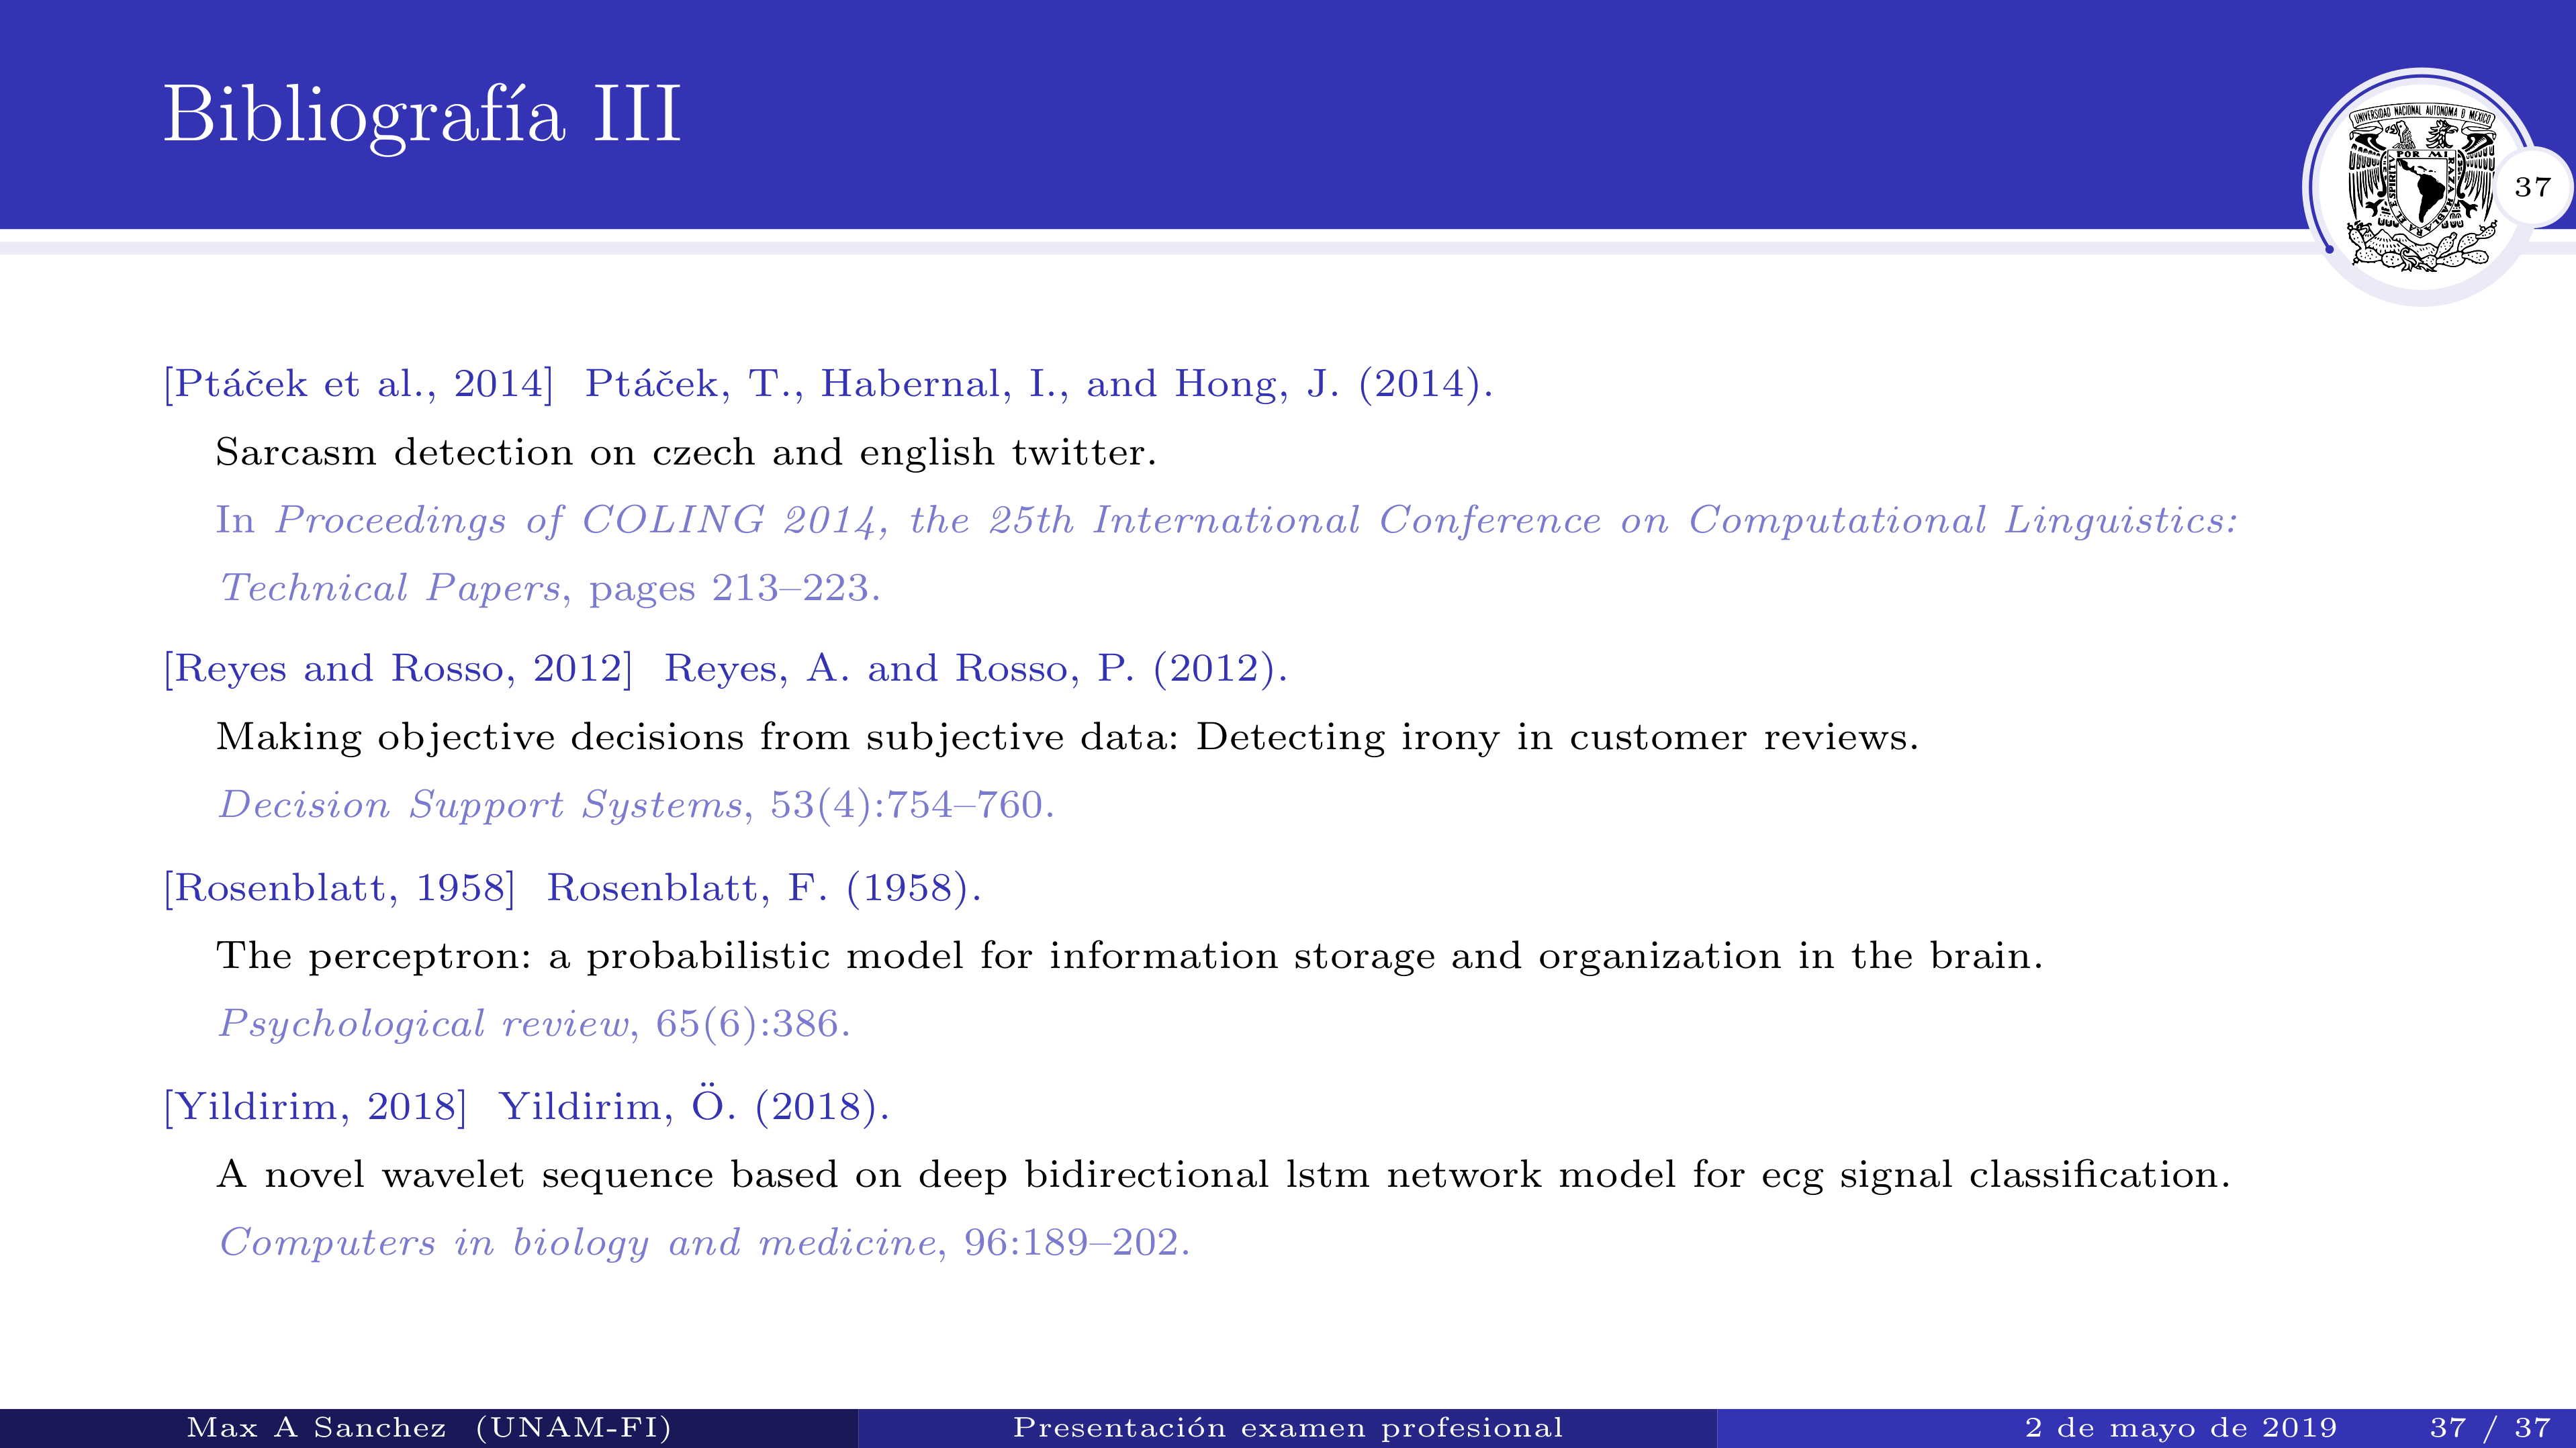 Bibliografía III
UNIVERSIDAD NACIONAL AUTONOMA D MEXICO
POR MI RAZA HABLARA EL ESPIRITU
37
[Ptáček et al., 2014] Ptáček, T., Habernal, I., and Hong, J. (2014).
Sarcasm detection on czech and english twitter.
In Proceedings of COLING 2014, the 25th International Conference on Computational Linguistics:
Technical Papers, pages 213–223.
[Reyes and Rosso, 2012] Reyes, A. and Rosso, P. (2012).
Making objective decisions from subjective data: Detecting irony in customer reviews.
Decision Support Systems, 53(4):754–760.
[Rosenblatt, 1958] Rosenblatt, F. (1958).
The perceptron: a probabilistic model for information storage and organization in the brain.
Psychological review, 65(6):386.
[Yildirim, 2018] Yildirim, Ö. (2018).
A novel wavelet sequence based on deep bidirectional lstm network model for ecg signal classification.
Computers in biology and medicine, 96:189–202.
Max A Sanchez (UNAM-FI)
Presentación examen profesional
2 de mayo de 2019
37 / 37